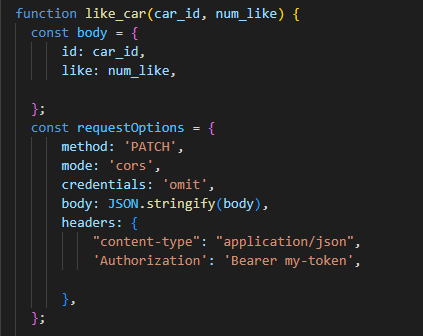 function like_car(car_id, num_like) {
const body = {
id: car_id,
like: num_like,
};
const requestOptions = {
method: 'PATCH',
mode: 'cors',
credentials: 'omit',
body: JSON.stringify(body),
headers: {
"content-type": "application/json",
'Authorization': 'Bearer my-token',
},
};